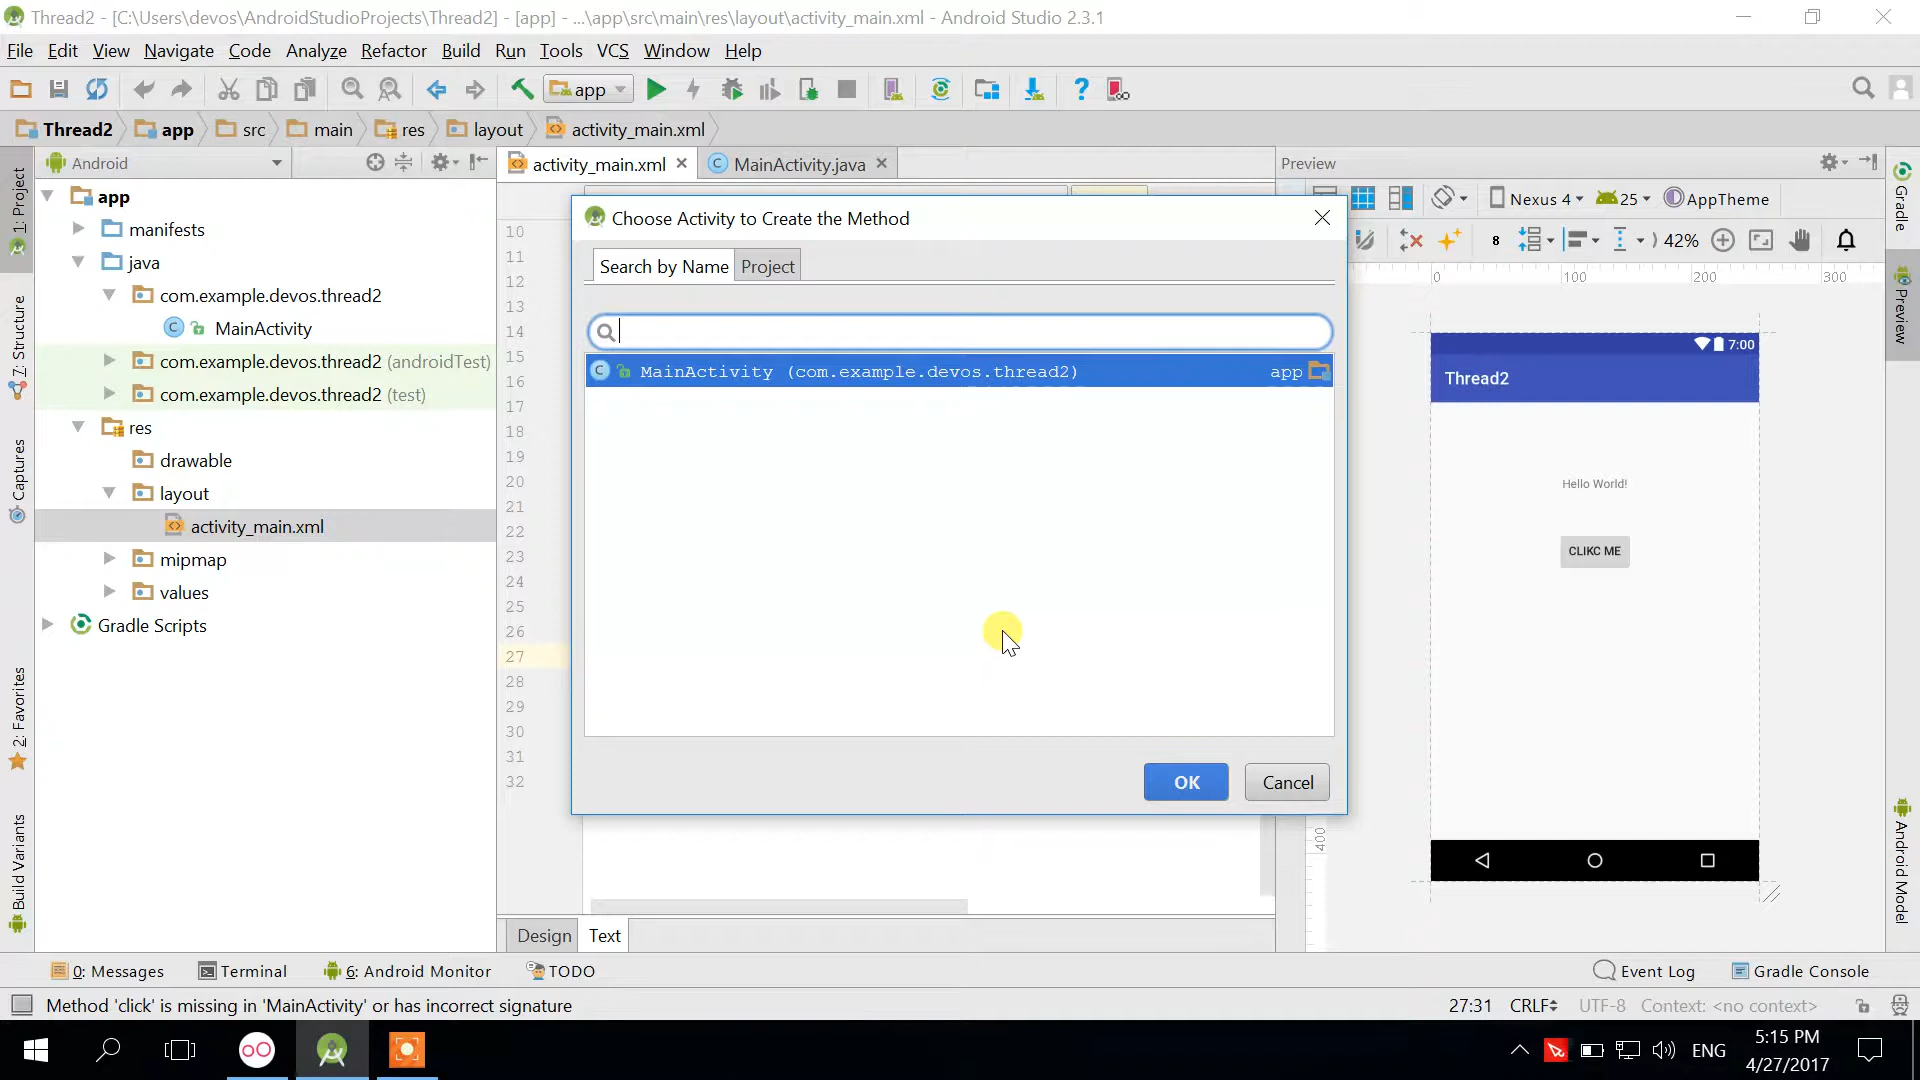 Thread2 - [C:\Users\devos\AndroidStudioProjects\Thread2] - [app] - ...\app\src\main\res\layout\activity_main.xml - Android Studio 2.3.1
File Edit View Navigate Code Analyze Refactor Build Run Tools VCS Window Help
app
Thread2 app src main res layout activity_main.xml
Android
activity_main.xml MainActivity.java
Preview
1: Project
7: Structure
Captures
2: Favorites
Build Variants
app
manifests
java
com.example.devos.thread2
MainActivity
com.example.devos.thread2 (androidTest)
com.example.devos.thread2 (test)
res
drawable
layout
activity_main.xml
mipmap
values
Gradle Scripts
10
11
12
13
14
15
16
17
18
19
20
21
22
23
24
25
26
27
28
29
30
31
32
Choose Activity to Create the Method
Search by Name Project
MainActivity (com.example.devos.thread2) app
OK Cancel
Design Text
Nexus 4 25 AppTheme
8 42%
0 100 200 300
400
7:00
Thread2
Hello World!
CLIKC ME
Gradle
Preview
Android Model
0: Messages Terminal 6: Android Monitor TODO Event Log Gradle Console
Method 'click' is missing in 'MainActivity' or has incorrect signature
27:31 CRLF UTF-8 Context: <no context>
ENG
5:15 PM
4/27/2017